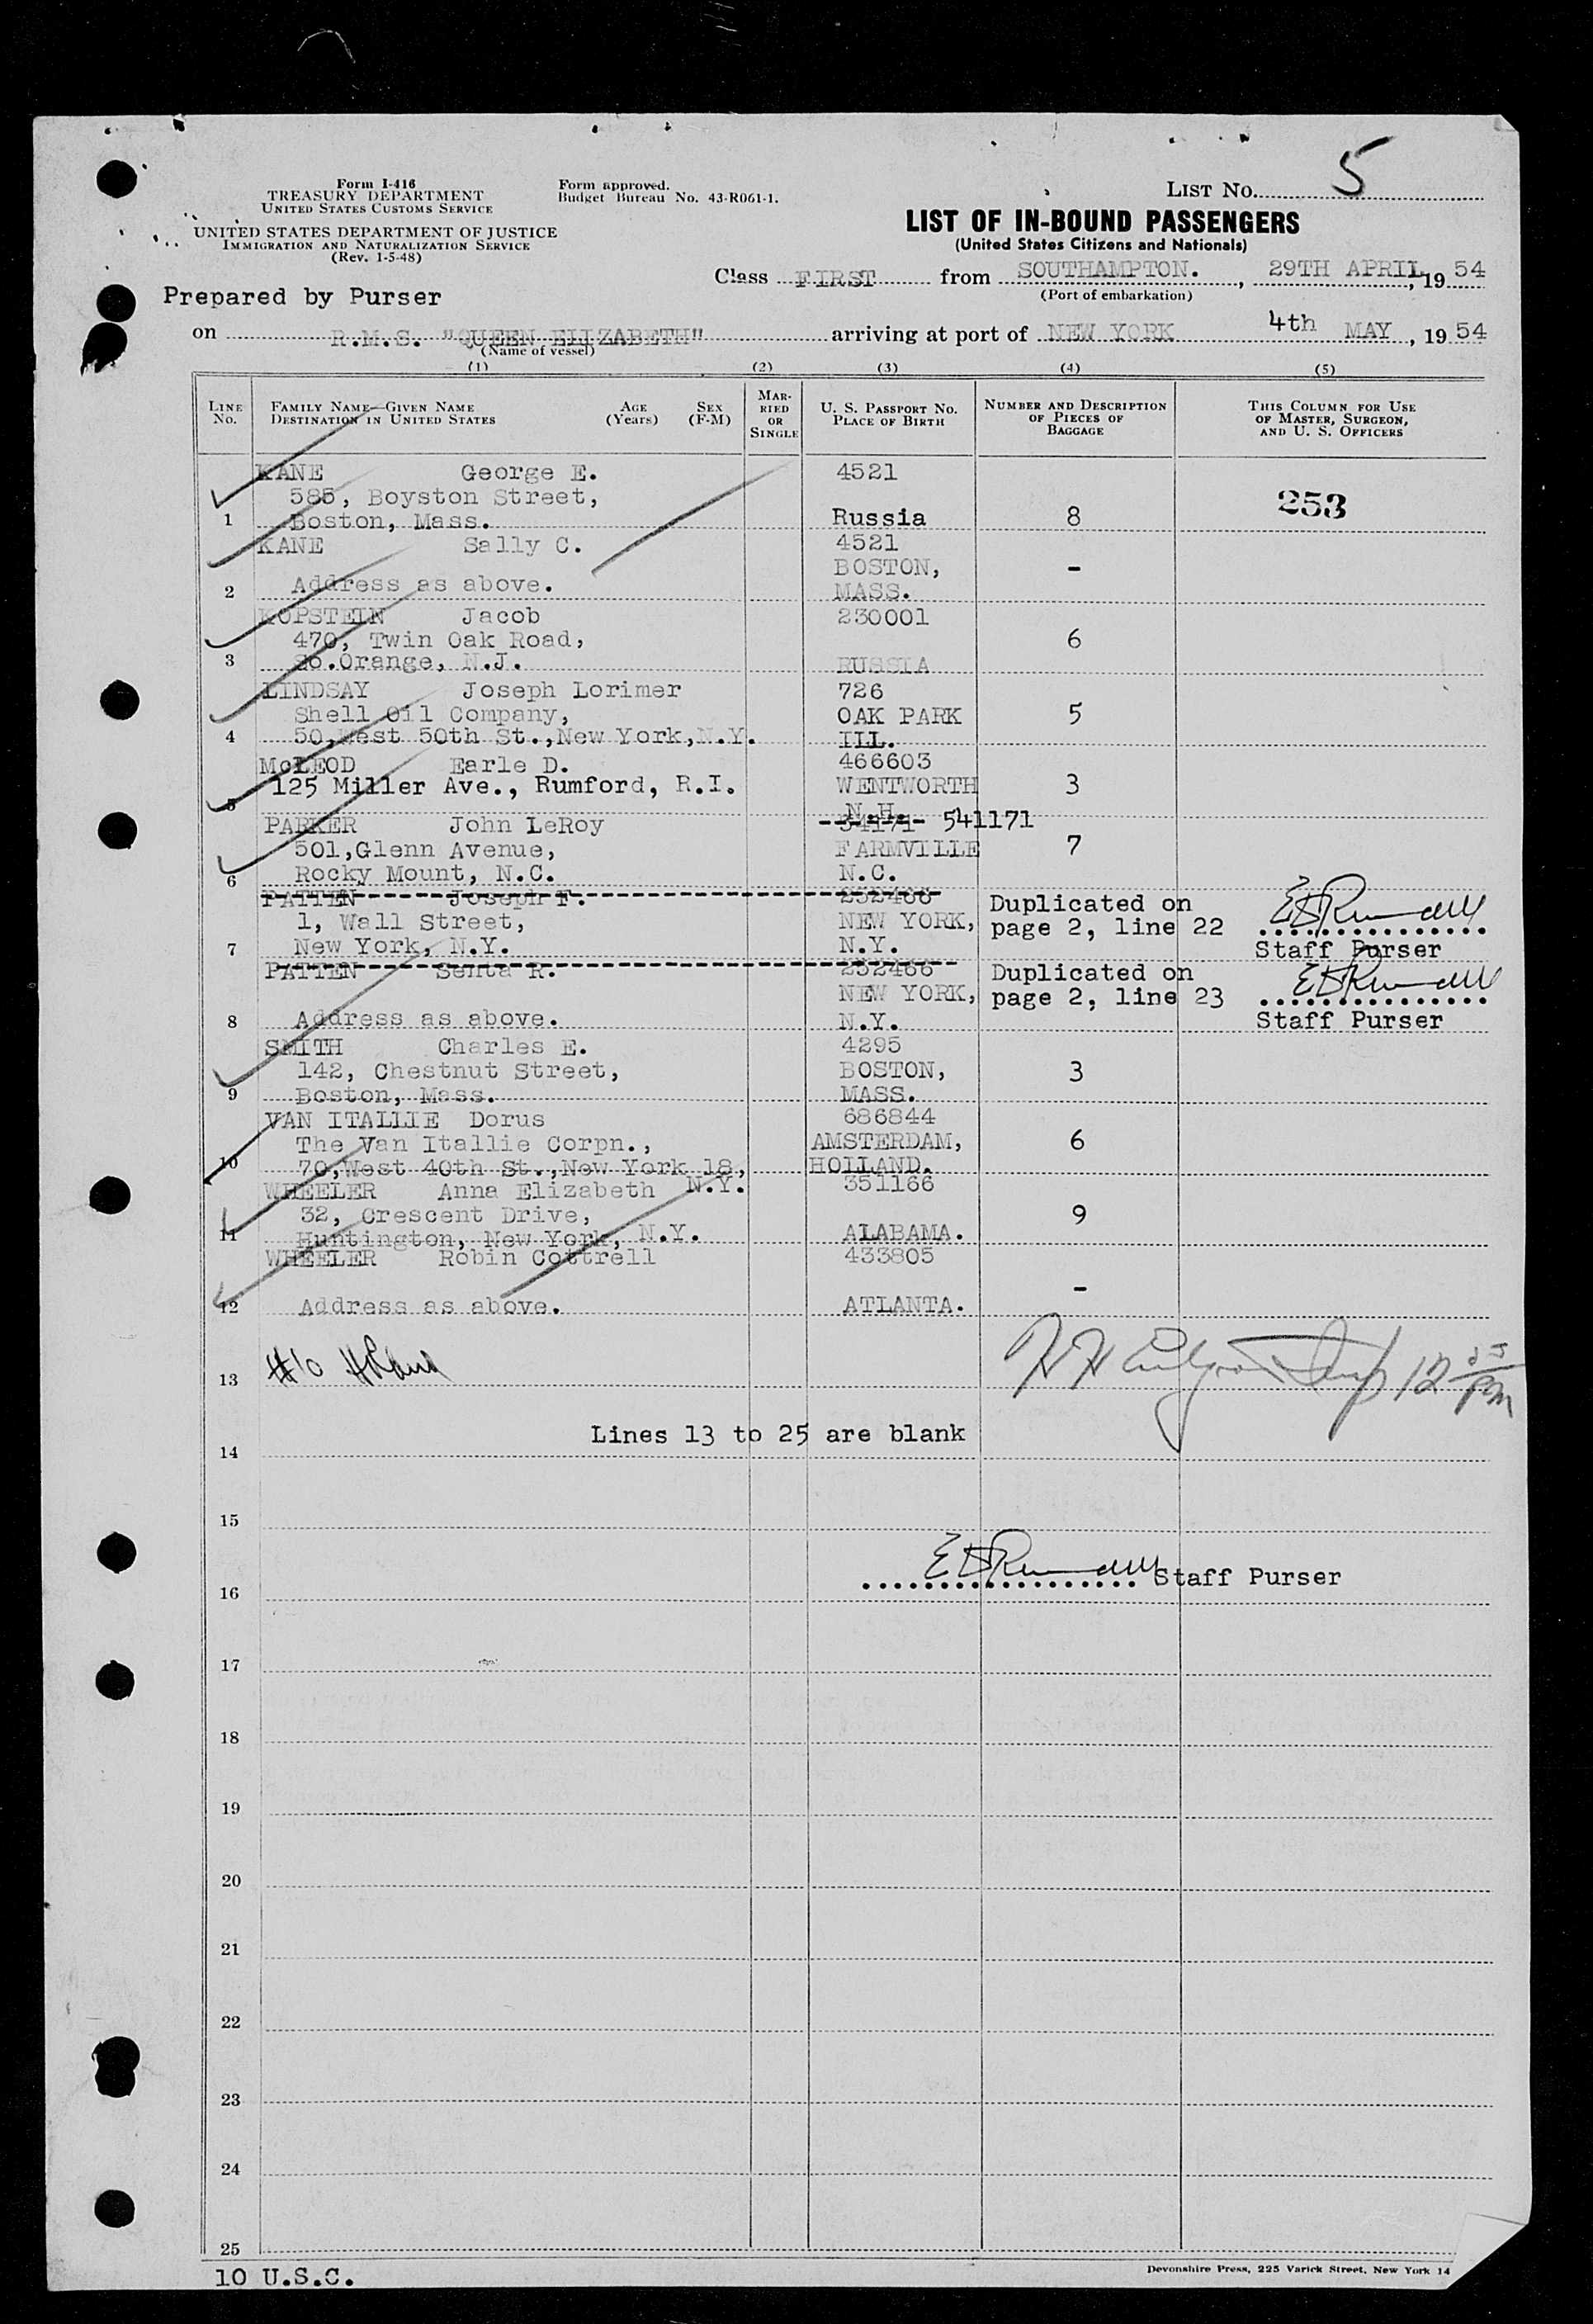 Form I-416
TREASURY DEPARTMENT
UNITED STATES CUSTOMS SERVICE
UNITED STATES DEPARTMENT OF JUSTICE
IMMIGRATION AND NATURALIZATION SERVICE
(Rev. 1-5-48)
Form approved.
Budget Bureau No. 43-R061-1.
LIST NO. 5
LIST OF IN-BOUND PASSENGERS
(United States Citizens and Nationals)
Class FIRST from SOUTHAMPTON. , 29TH APRIL, 1954
(Port of embarkation)
Prepared by Purser
on R.M.S. "QUEEN ELIZABETH" arriving at port of NEW YORK 4th MAY, 1954
(Name of vessel)
(1) (2) (3) (4) (5)
LINE NO. FAMILY NAME—GIVEN NAME DESTINATION IN UNITED STATES AGE (Years) SEX (F-M) MARRIED OR SINGLE U. S. PASSPORT NO. PLACE OF BIRTH NUMBER AND DESCRIPTION OF PIECES OF BAGGAGE THIS COLUMN FOR USE OF MASTER, SURGEON, AND U. S. OFFICERS
KANE George E. 4521
585, Boyston Street, 253
1 Boston, Mass. Russia 8
KANE Sally C. 4521
BOSTON, -
2 Address as above. MASS.
KOPSTEIN Jacob 230001
470, Twin Oak Road, 6
3 So.Orange, N.J. RUSSIA
LINDSAY Joseph Lorimer 726
Shell Oil Company, OAK PARK 5
4 50,West 50th St.,New York,N.Y. ILL.
McLEOD Earle D. 466603
125 Miller Ave., Rumford, R.I. WENTWORTH 3
5 N.H.
PARKER John LeRoy 54171 541171
501,Glenn Avenue, FARMVILLE 7
6 Rocky Mount, N.C. N.C.
PATTEN Joseph F. 232466 Duplicated on
1, Wall Street, NEW YORK, page 2, line 22
7 New York, N.Y. N.Y. Staff Purser
PATTEN Senta R. 232466 Duplicated on
NEW YORK, page 2, line 23
8 Address as above. N.Y. Staff Purser
SMITH Charles E. 4295
142, Chestnut Street, BOSTON, 3
9 Boston, Mass. MASS.
VAN ITALLIE Dorus 686844
The Van Itallie Corpn., AMSTERDAM, 6
10 70,West 40th St.,New York 18, HOLLAND.
N.Y.
WHEELER Anna Elizabeth 351166
32, Crescent Drive, 9
11 Huntington, New York, N.Y. ALABAMA.
WHEELER Robin Cottrell 433805
-
12 Address as above. ATLANTA.
13
Lines 13 to 25 are blank
14
15
Staff Purser
16
17
18
19
20
21
22
23
24
25
10 U.S.C.
Devonshire Press, 225 Varick Street, New York 14